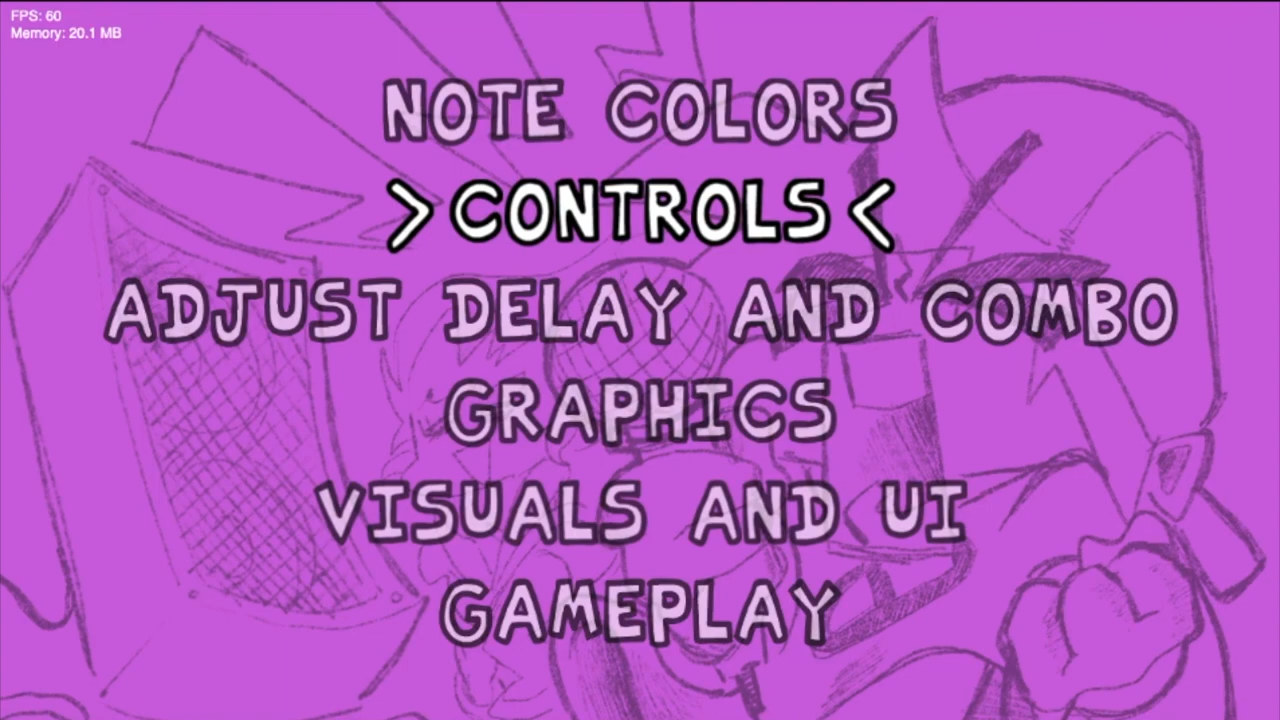 FPS: 60
Memory: 20.1 MB
NOTE COLORS
> CONTROLS <
ADJUST DELAY AND COMBO
GRAPHICS
VISUALS AND UI
GAMEPLAY